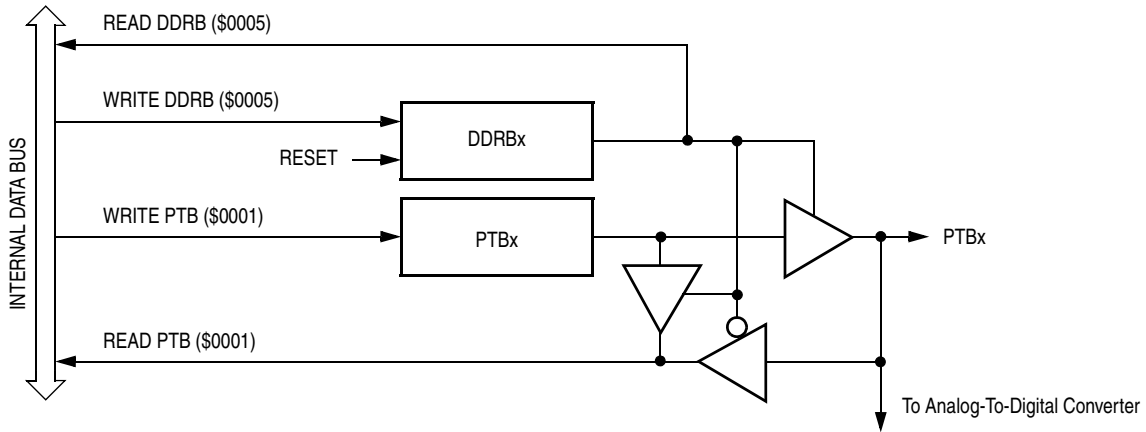 READ DDRB ($0005)
WRITE DDRB ($0005)
DDRBx
RESET
INTERNAL DATA BUS
WRITE PTB ($0001)
PTBx
PTBx
READ PTB ($0001)
To Analog-To-Digital Converter